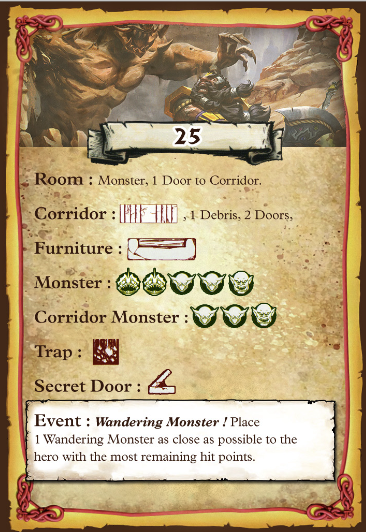 25
Room : Monster, 1 Door to Corridor.
Corridor : , 1 Debris, 2 Doors,
Furniture :
Monster :
Corridor Monster :
Trap :
Secret Door :
Event : Wandering Monster ! Place
1 Wandering Monster as close as possible to the
hero with the most remaining hit points.